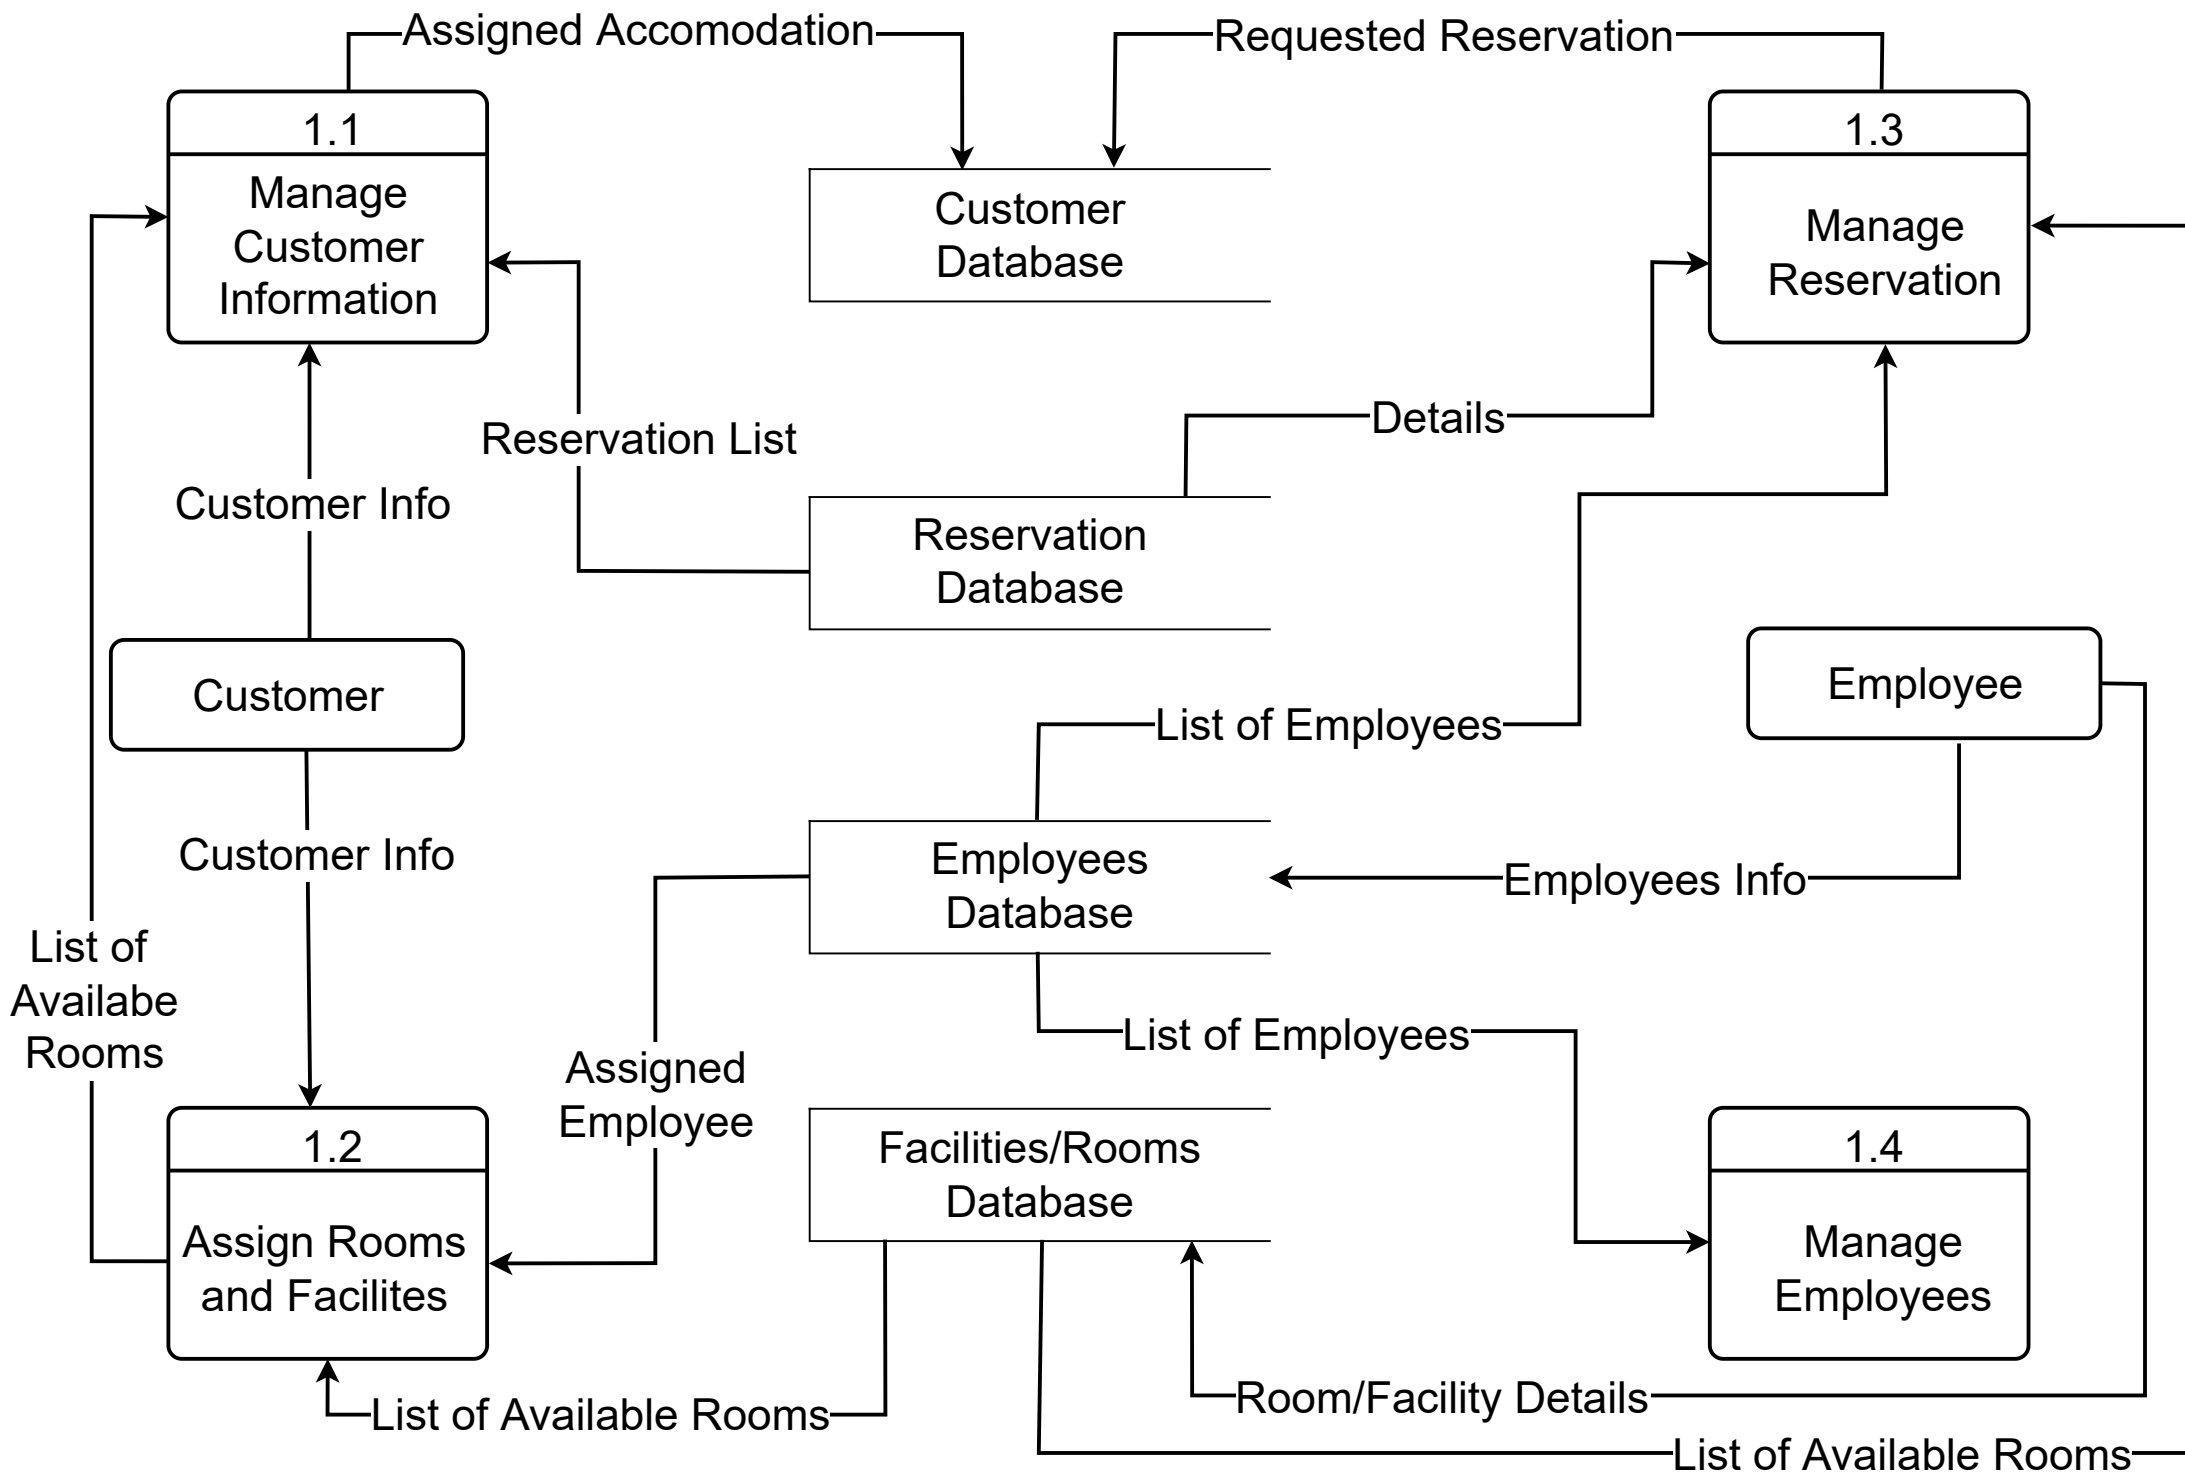 Assigned Accomodation
Requested Reservation
1.1
Manage
Customer
Information
Customer
Database
1.3
Manage
Reservation
Details
Reservation List
Customer Info
Reservation
Database
Customer
Employee
List of Employees
Customer Info
Employees
Database
Employees Info
List of
Availabe
Rooms
List of Employees
Assigned
Employee
1.2
Assign Rooms
and Facilites
Facilities/Rooms
Database
1.4
Manage
Employees
Room/Facility Details
List of Available Rooms
List of Available Rooms